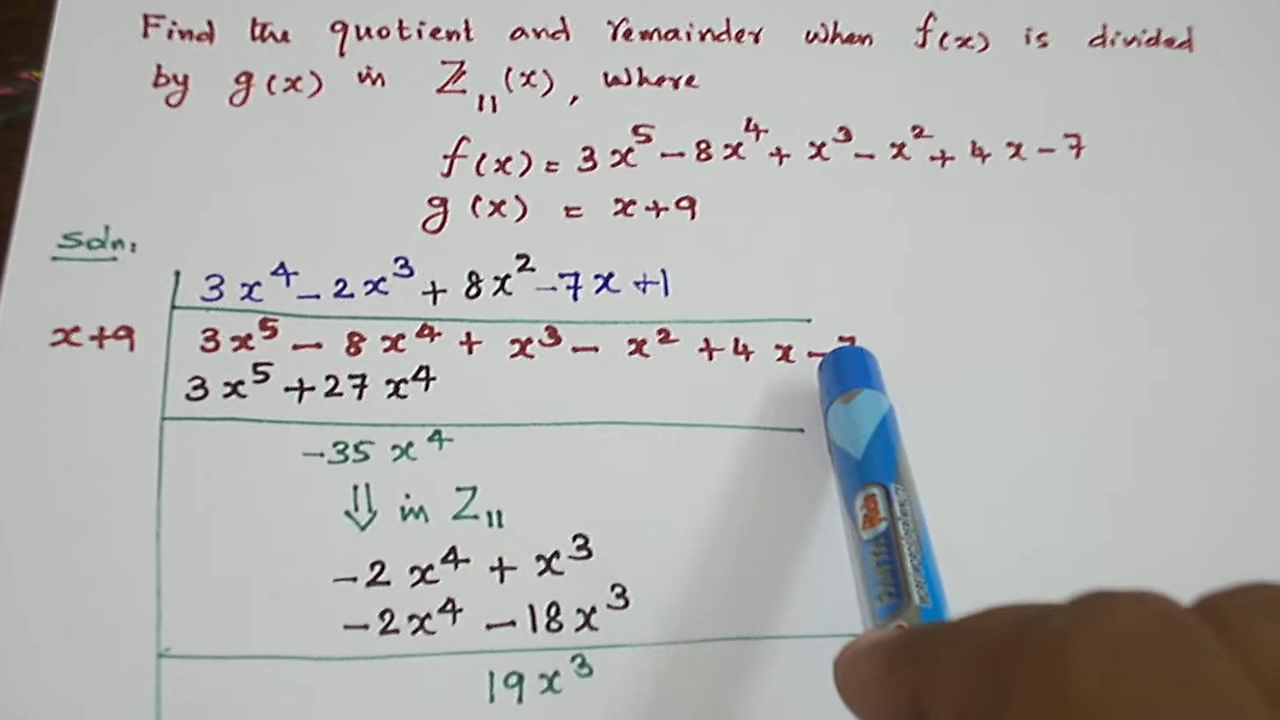 Find the quotient and remainder when f(x) is divided
by g(x) in Z₁₁(x), where
f(x) = 3x⁵ - 8x⁴ + x³ - x² + 4x - 7
g(x) = x+9
Soln:
3x⁴ - 2x³ + 8x² - 7x + 1
x+9 3x⁵ - 8x⁴ + x³ - x² + 4x - 7
3x⁵ + 27x⁴
-35x⁴
⇓ in Z₁₁
-2x⁴ + x³
-2x⁴ - 18x³
19x³